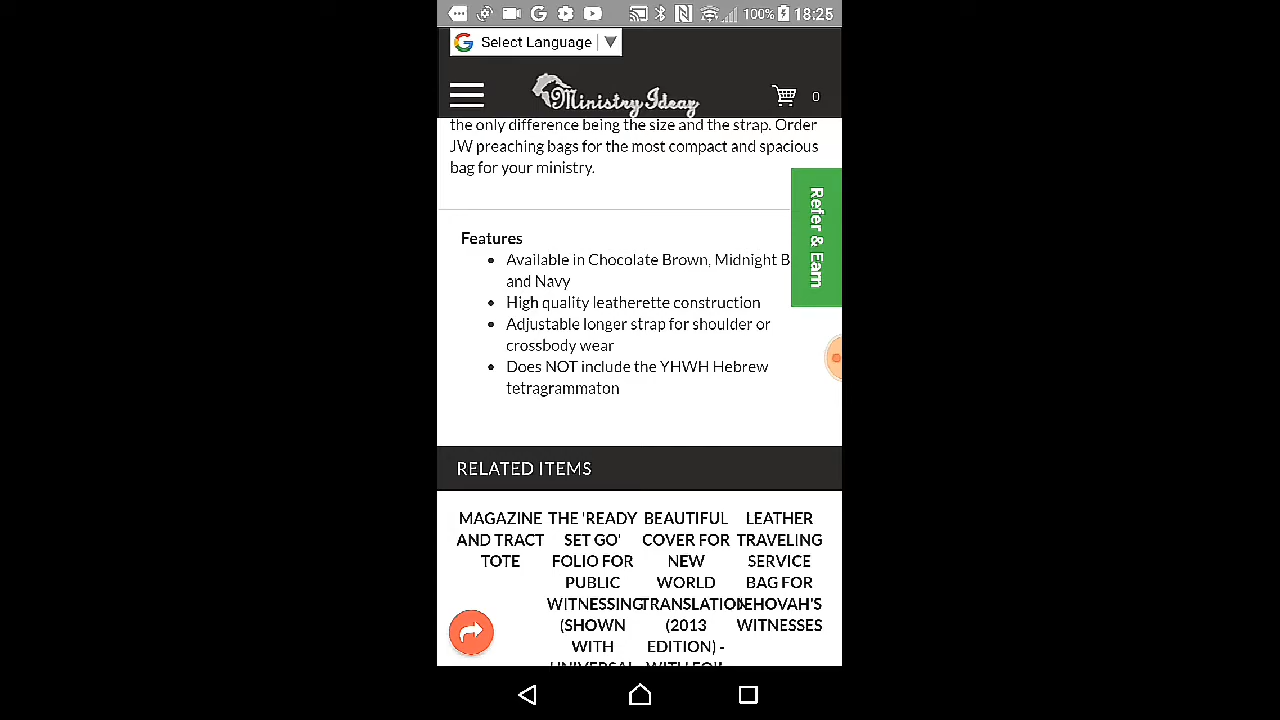 100% 18:25
Select Language
Ministry Ideaz
0
the only difference being the size and the strap. Order
JW preaching bags for the most compact and spacious
bag for your ministry.
Refer & Earn
Features
Available in Chocolate Brown, Midnight B
and Navy
High quality leatherette construction
Adjustable longer strap for shoulder or
crossbody wear
Does NOT include the YHWH Hebrew
tetragrammaton
RELATED ITEMS
MAGAZINE
AND TRACT
TOTE
THE 'READY
SET GO'
FOLIO FOR
PUBLIC
WITNESSING
(SHOWN
WITH
UNIVERSAL
BEAUTIFUL
COVER FOR
NEW
WORLD
TRANSLATION
(2013
EDITION) -
LEATHER
TRAVELING
SERVICE
BAG FOR
JEHOVAH'S
WITNESSES